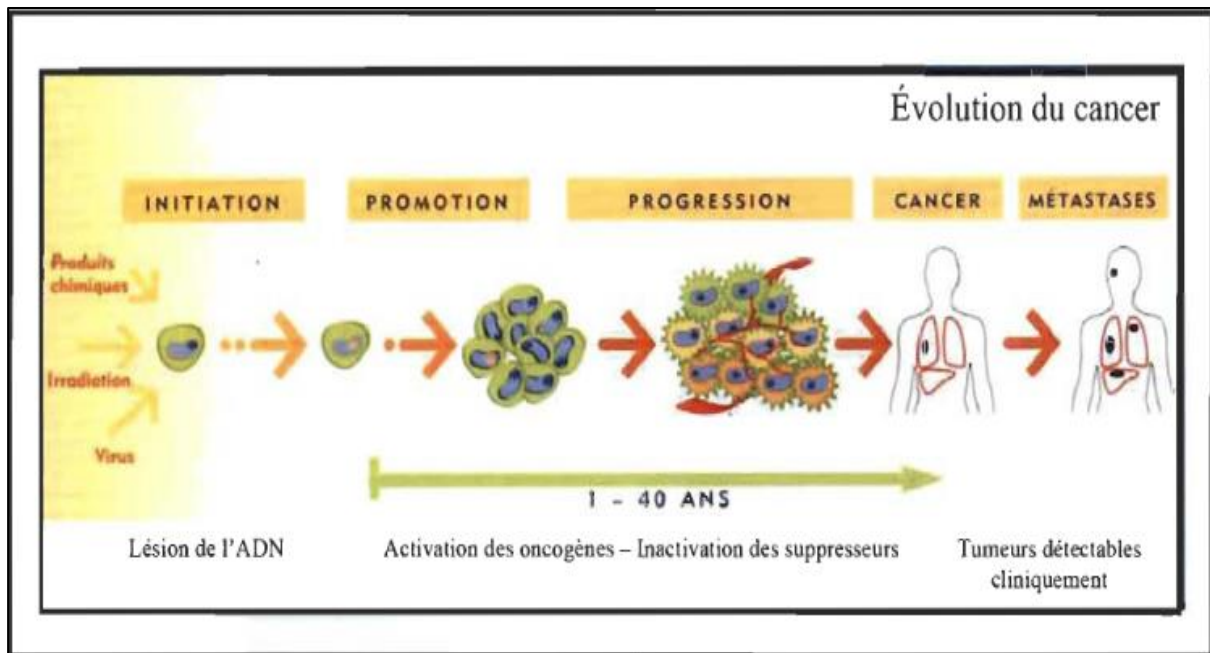 Évolution du cancer
INITIATION
PROMOTION
PROGRESSION
CANCER
MÉTASTASES
Produits
chimiques
Irradiation
Virus
1 - 40 ANS
Lésion de l'ADN
Activation des oncogènes – Inactivation des suppresseurs
Tumeurs détectables
cliniquement